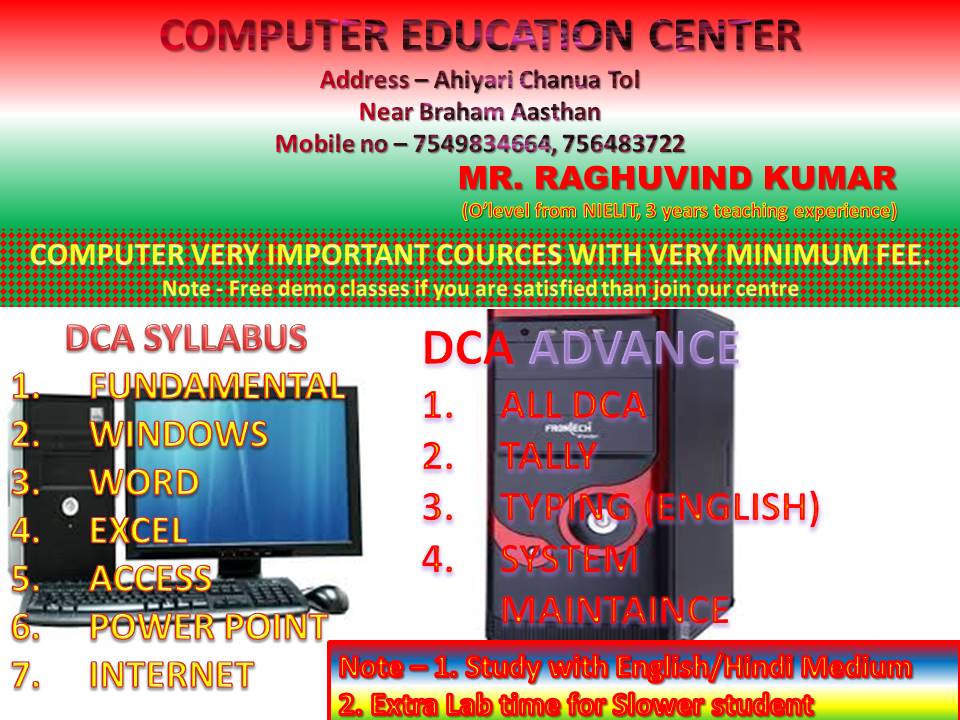 COMPUTER EDUCATION CENTER
Address – Ahiyari Chanua Tol
Near Braham Aasthan
Mobile no – 7549834664, 756483722
MR. RAGHUVIND KUMAR
(O'level from NIELIT, 3 years teaching experience)
COMPUTER VERY IMPORTANT COURCES WITH VERY MINIMUM FEE.
Note - Free demo classes if you are satisfied than join our centre
DCA SYLLABUS
1. FUNDAMENTAL
2. WINDOWS
3. WORD
4. EXCEL
5. ACCESS
6. POWER POINT
7. INTERNET
DCA ADVANCE
1. ALL DCA
2. TALLY
3. TYPING (ENGLISH)
4. SYSTEM
MAINTAINCE
FRONTECH
Note – 1. Study with English/Hindi Medium
2. Extra Lab time for Slower student